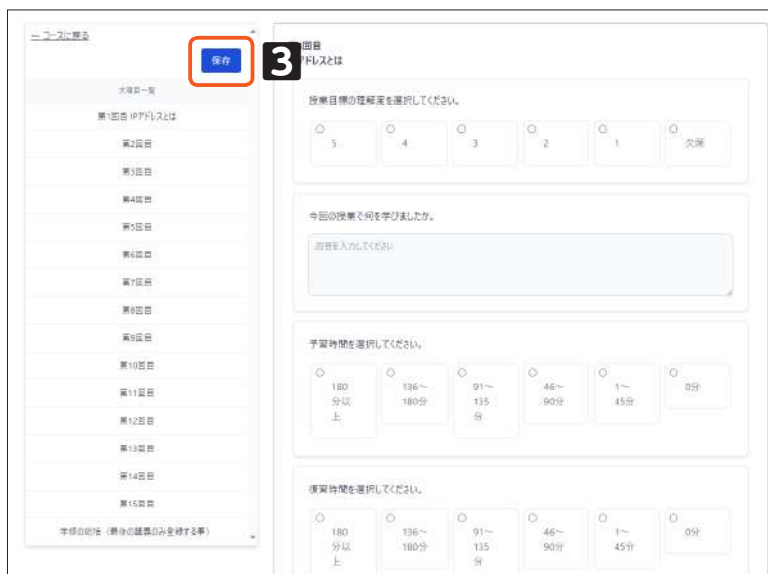 ← コースに戻る
保存
3
大項目一覧
第1回目 IPアドレスとは
第2回目
第3回目
第4回目
第5回目
第6回目
第7回目
第8回目
第9回目
第10回目
第11回目
第12回目
第13回目
第14回目
第15回目
学修の総括（最後の講義のみ登録する事）
回目
ドレスとは
授業目標の理解度を選択してください。
5
4
3
2
1
欠席
今回の授業で何を学びましたか。
回答を入力してください
予習時間を選択してください。
180
分以
上
136～
180分
91～
135
分
46～
90分
1～
45分
0分
復習時間を選択してください。
180
分以
上
136～
180分
91～
135
分
46～
90分
1～
45分
0分